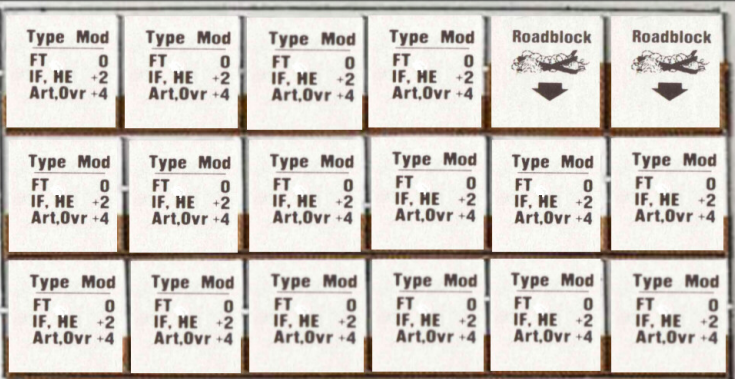 Type Mod
FT 0
IF, HE +2
Art,Ovr +4
Type Mod
FT 0
IF, HE +2
Art,Ovr +4
Type Mod
FT 0
IF, HE +2
Art,Ovr +4
Type Mod
FT 0
IF, HE +2
Art,Ovr +4
Roadblock
Roadblock
Type Mod
FT 0
IF, HE +2
Art,Ovr +4
Type Mod
FT 0
IF, HE +2
Art,Ovr +4
Type Mod
FT 0
IF, HE +2
Art,Ovr +4
Type Mod
FT 0
IF, HE +2
Art,Ovr +4
Type Mod
FT 0
IF, HE +2
Art,Ovr +4
Type Mod
FT 0
IF, HE +2
Art,Ovr +4
Type Mod
FT 0
IF, HE +2
Art,Ovr +4
Type Mod
FT 0
IF, HE +2
Art,Ovr +4
Type Mod
FT 0
IF, HE +2
Art,Ovr +4
Type Mod
FT 0
IF, HE +2
Art,Ovr +4
Type Mod
FT 0
IF, HE +2
Art,Ovr +4
Type Mod
FT 0
IF, HE +2
Art,Ovr +4